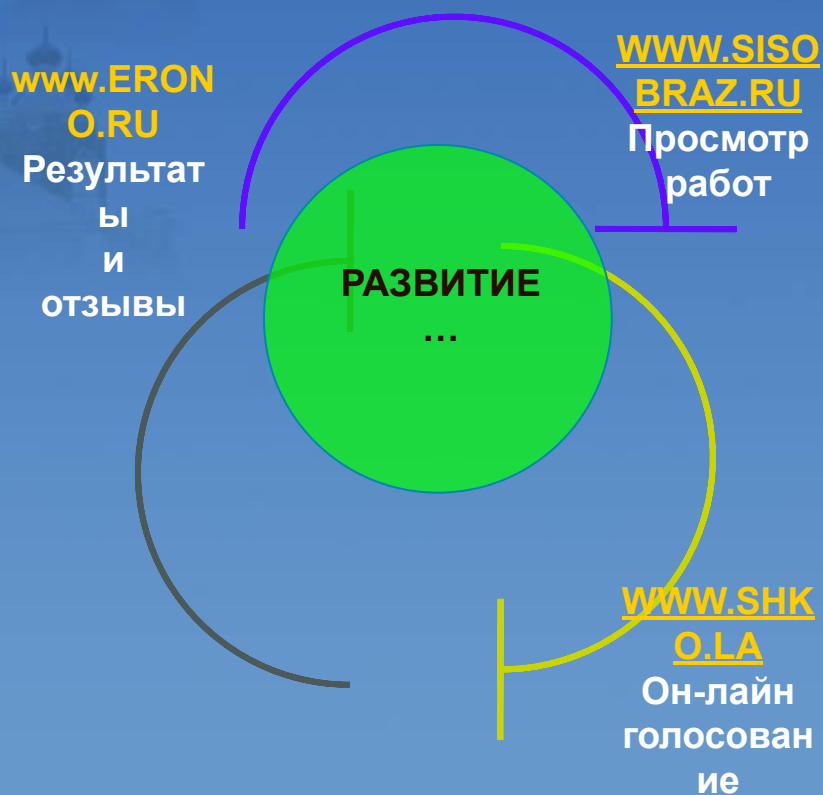 www.ERON
O.RU
Результат
ы
и
отзывы
WWW.SISO
BRAZ.RU
Просмотр
работ
РАЗВИТИЕ
...
WWW.SHK
O.LA
Он-лайн
голосован
ие